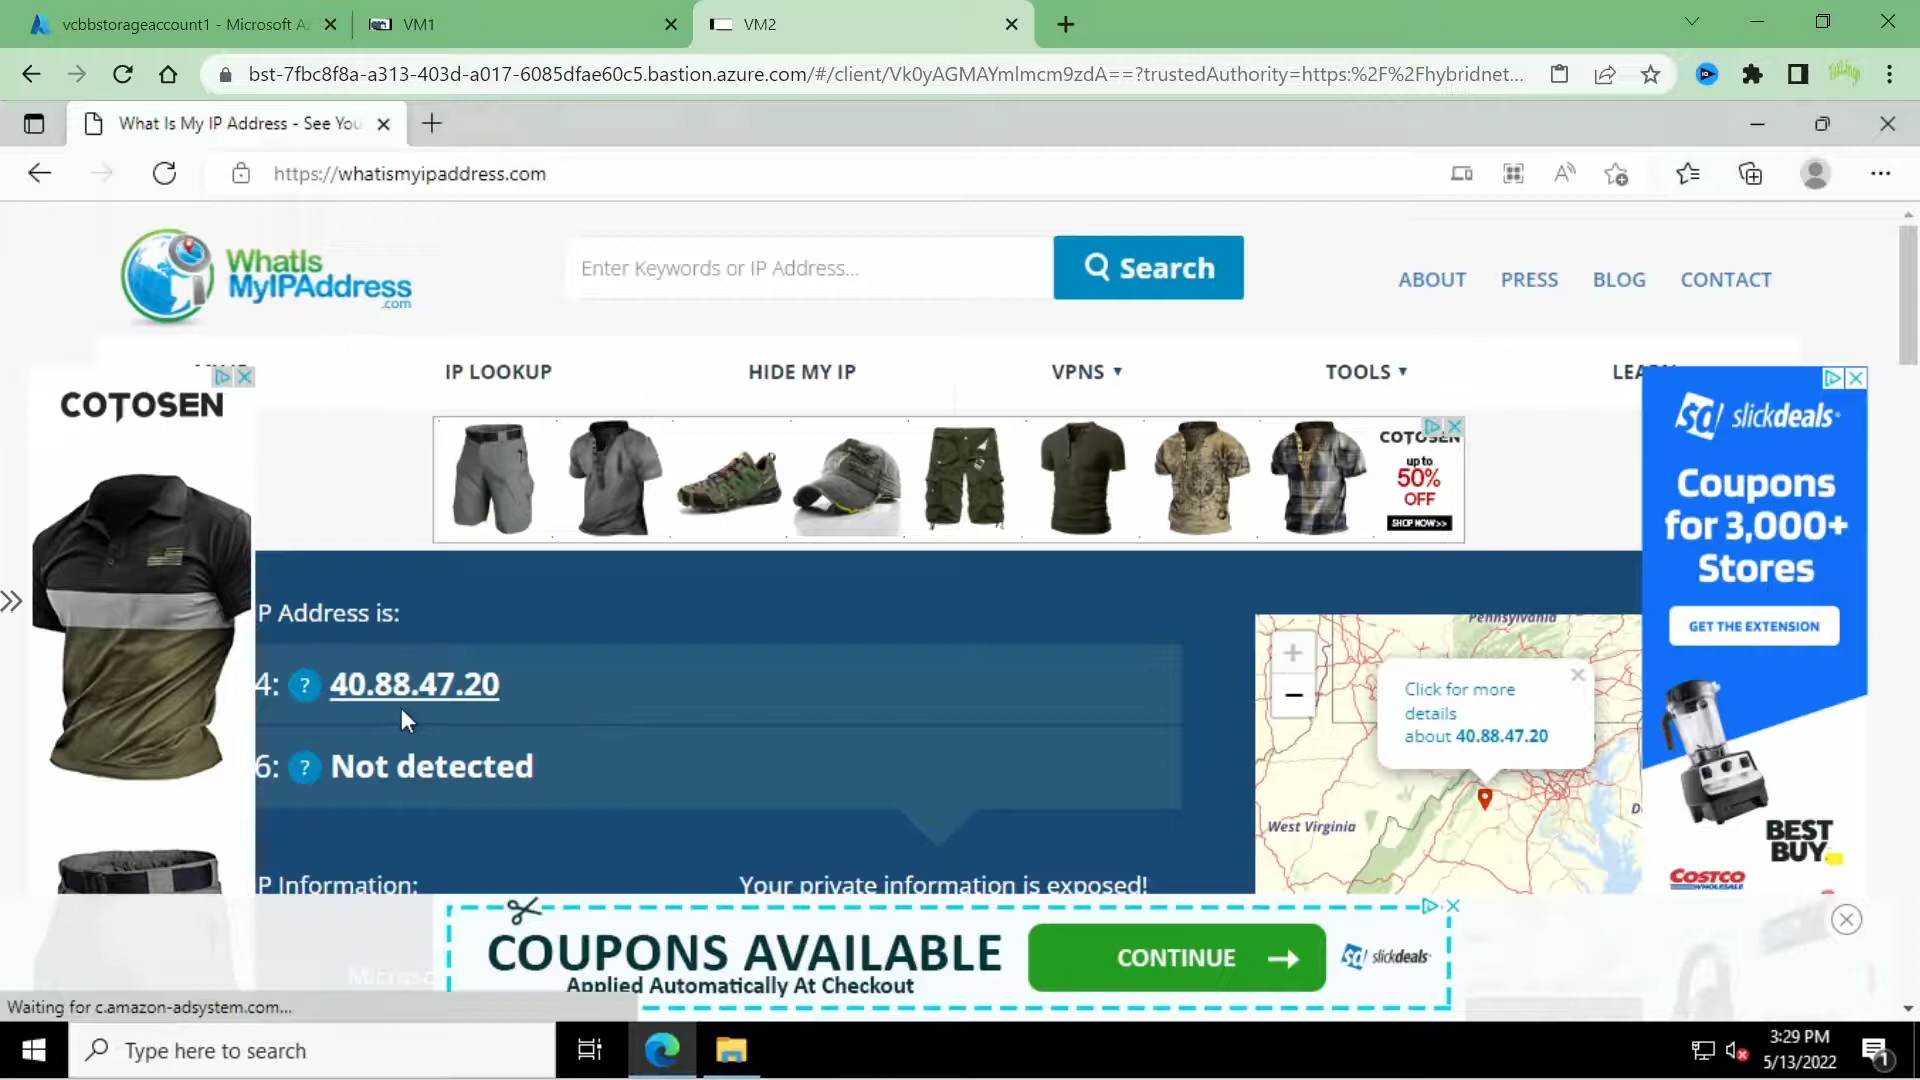 vcbbstorageaccount1 - Microsoft A
VM1
VM2
bst-7fbc8f8a-a313-403d-a017-6085dfae60c5.bastion.azure.com/#/client/Vk0yAGMAYmlmcm9zdA==?trustedAuthority=https:%2F%2Fhybridnet...
What Is My IP Address - See You
https://whatismyipaddress.com
WhatIs
MyIPAddress
.com
Enter Keywords or IP Address...
Search
ABOUT
PRESS
BLOG
CONTACT
IP LOOKUP
HIDE MY IP
VPNS
TOOLS
COTOSEN
COTOSEN
up to
50%
OFF
SHOP NOW>>
slickdeals
Coupons
for 3,000+
Stores
GET THE EXTENSION
BEST
BUY
COSTCO
WHOLESALE
P Address is:
4: ? 40.88.47.20
6: ? Not detected
Pennsylvania
Click for more
details
about 40.88.47.20
West Virginia
P Information:
Your private information is exposed!
COUPONS AVAILABLE
Applied Automatically At Checkout
CONTINUE
slickdeals
Waiting for c.amazon-adsystem.com...
Type here to search
3:29 PM
5/13/2022
1